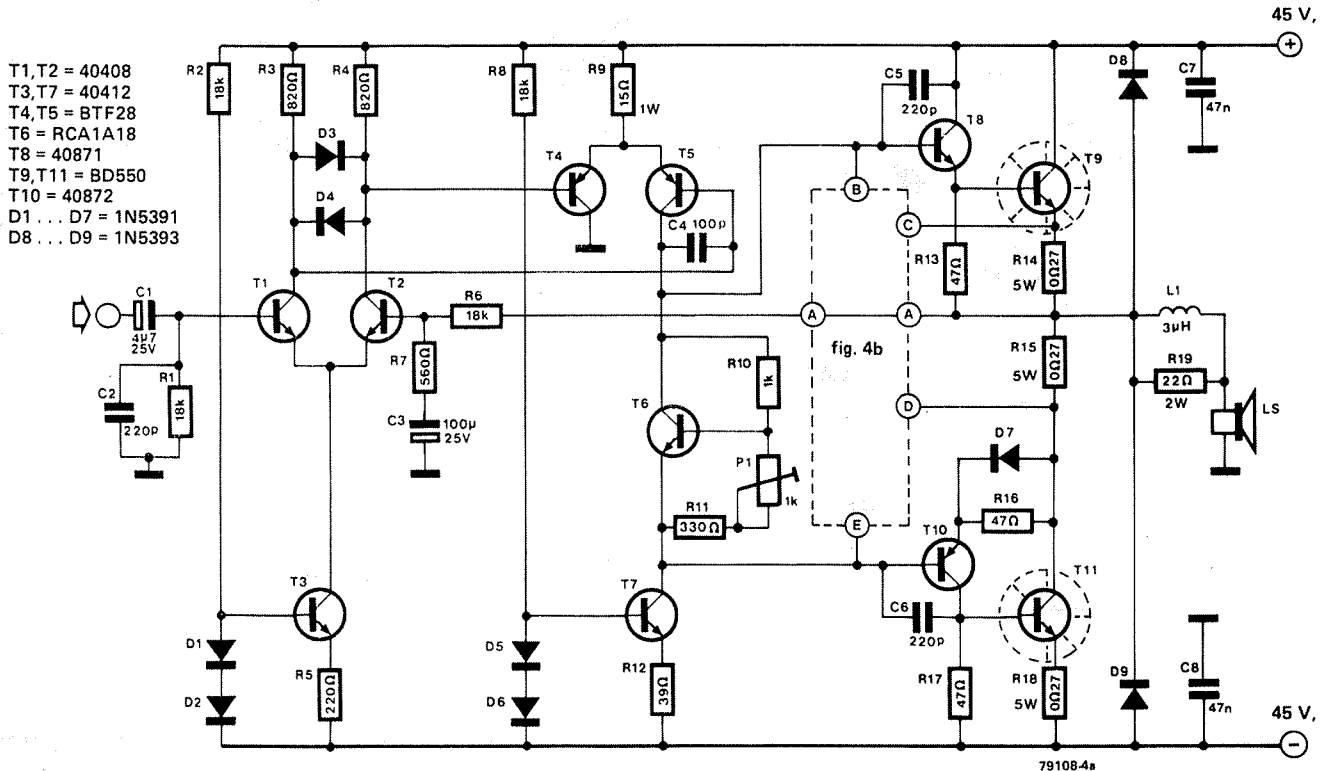 45 V,
+
T1,T2 = 40408
T3,T7 = 40412
T4,T5 = BTF28
T6 = RCA1A18
T8 = 40871
T9,T11 = BD550
T10 = 40872
D1 . . . D7 = 1N5391
D8 . . . D9 = 1N5393
R2
18k
R3
820Ω
R4
820Ω
R8
18k
R9
15Ω
1W
C5
220p
T8
D8
C7
47n
D3
D4
T4
T5
C4 100p
T9
B
C
R13
47Ω
R14
0Ω27
5W
C1
4µ7
25V
T1
T2
R6
18k
A
A
L1
3µH
R7
560Ω
fig. 4b
R15
0Ω27
5W
R19
22Ω
2W
LS
C2
220p
R1
18k
C3
100µ
25V
T6
R10
1k
D
P1
1k
D7
R11
330Ω
R16
47Ω
E
T10
T3
T7
T11
C6
220p
D1
D2
R5
220Ω
D5
D6
R12
39Ω
R17
47Ω
R18
0Ω27
5W
D9
C8
47n
45 V,
−
79108-4a